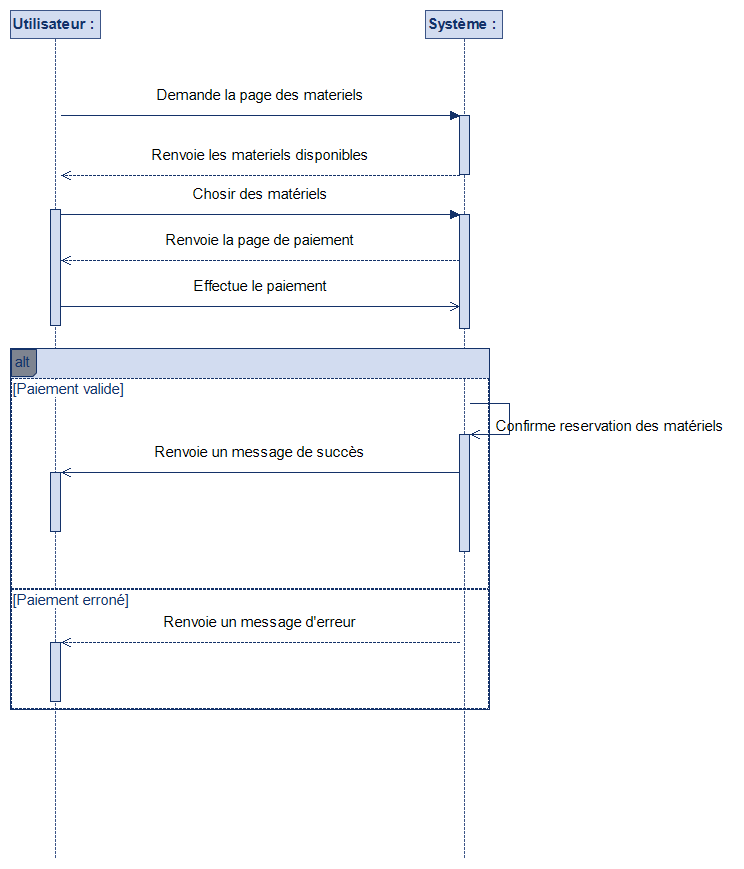 Utilisateur :
Système :
Demande la page des materiels
Renvoie les materiels disponibles
Chosir des matériels
Renvoie la page de paiement
Effectue le paiement
alt
[Paiement valide]
Confirme reservation des matériels
Renvoie un message de succès
[Paiement erroné]
Renvoie un message d'erreur